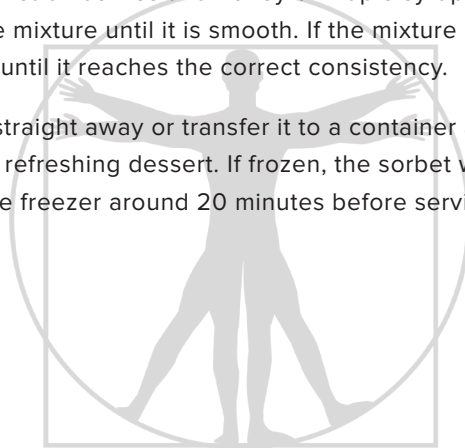 e mixture until it is smooth. If the mixture
until it reaches the correct consistency.
straight away or transfer it to a container
refreshing dessert. If frozen, the sorbet
e freezer around 20 minutes before servi